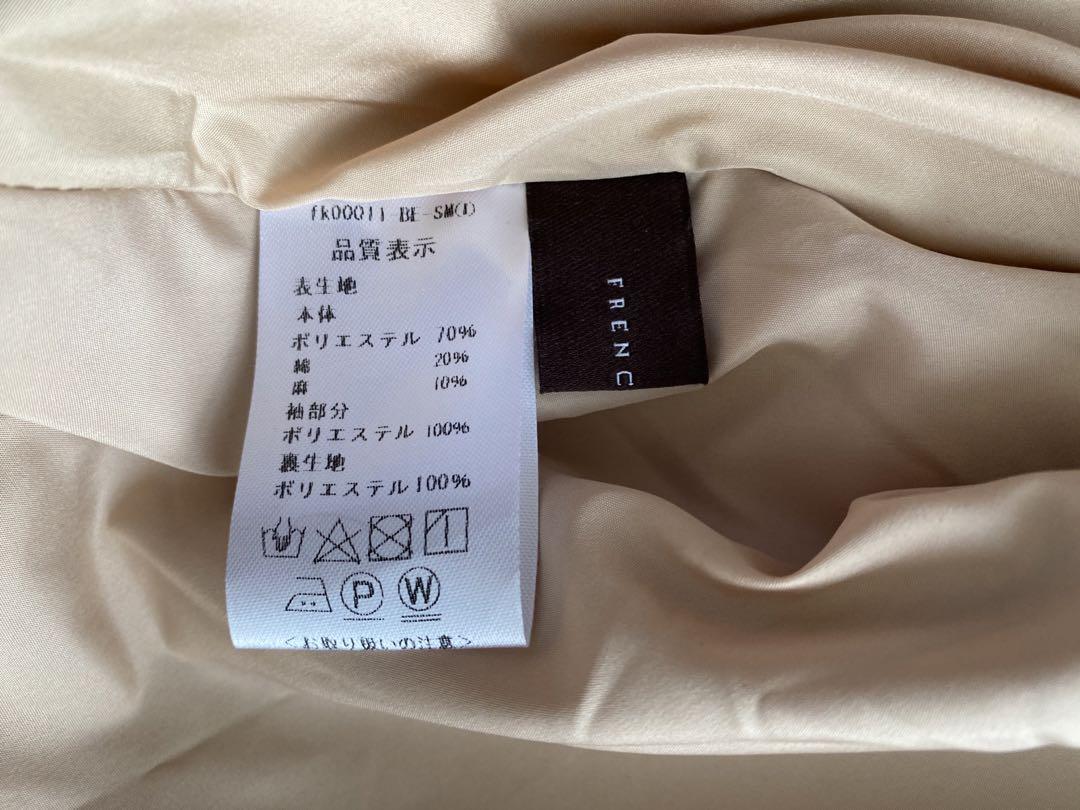 fk00011-BE-SM(1)
品質表示
表生地
本体
ポリエステル 70%
綿 20%
麻 10%
袖部分
ポリエステル 100%
裏生地
ポリエステル 100%
P W
<お取り扱いの注意>
FRENC